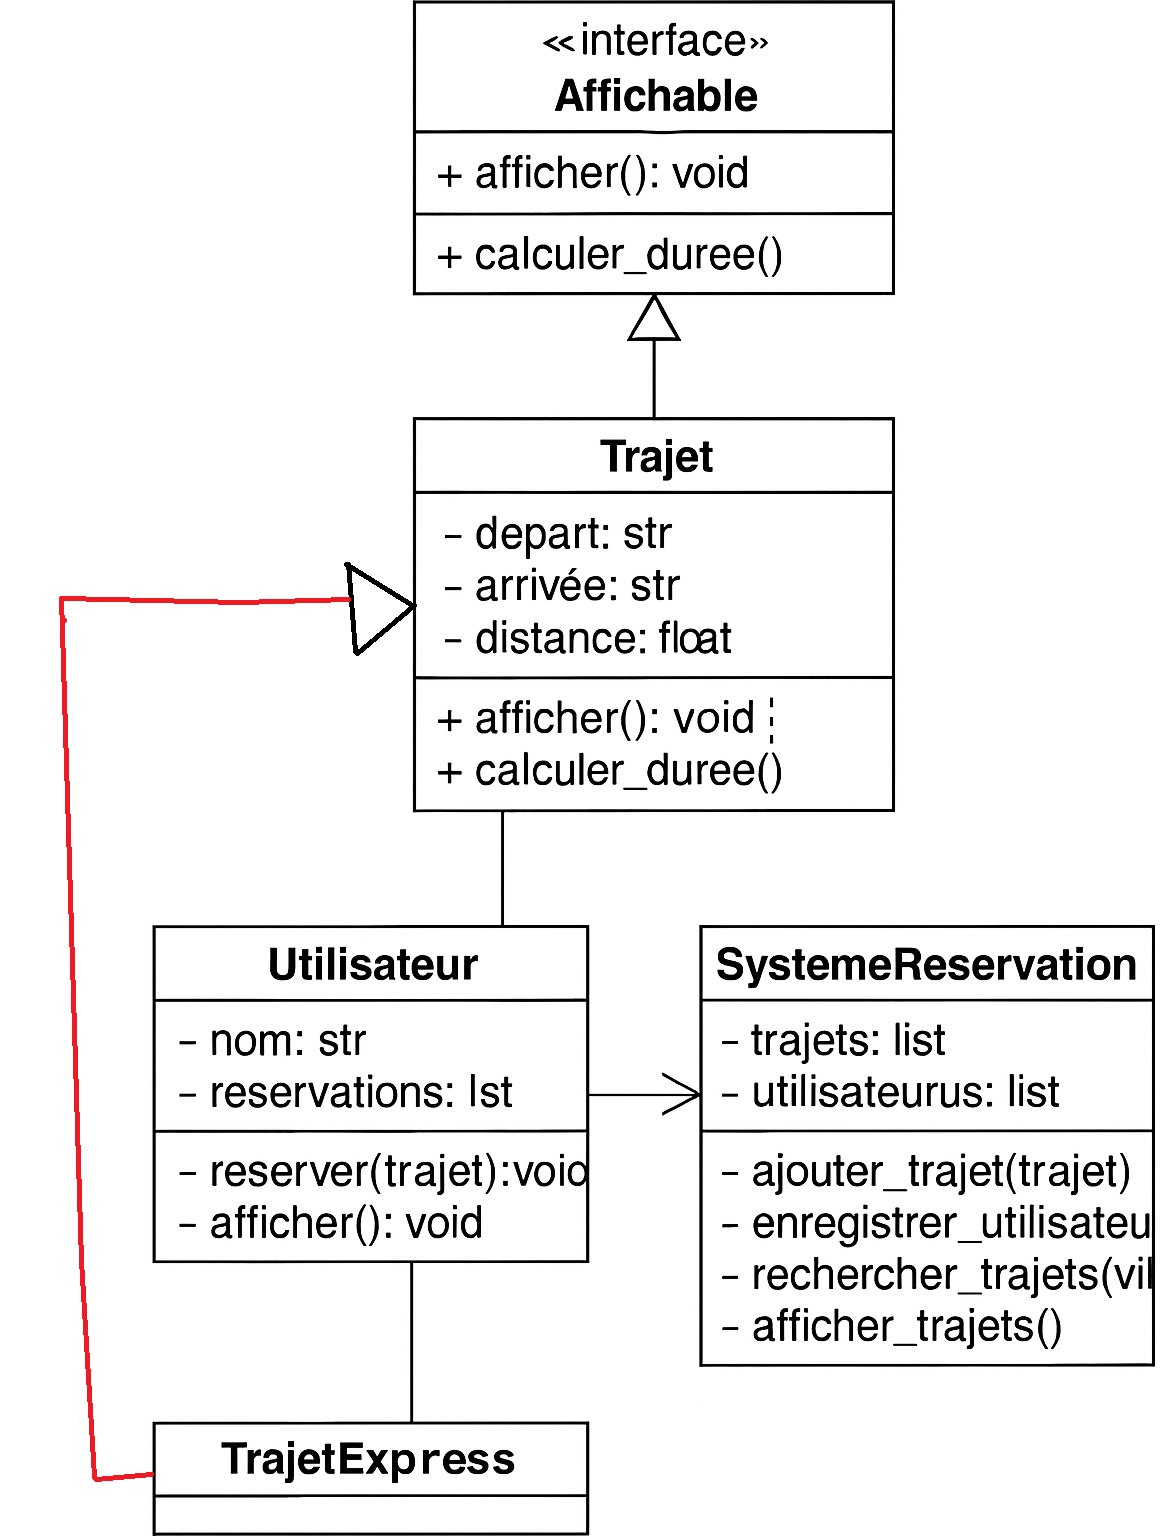 «interface»
Affichable
+ afficher(): void
+ calculer_duree()
Trajet
- depart: str
- arrivée: str
- distance: float
+ afficher(): void
+ calculer_duree()
Utilisateur
- nom: str
- reservations: lst
- reserver(trajet):void
- afficher(): void
SystemeReservation
- trajets: list
- utilisateurus: list
- ajouter_trajet(trajet)
- enregistrer_utilisateu
- rechercher_trajets(vil
- afficher_trajets()
TrajetExpress